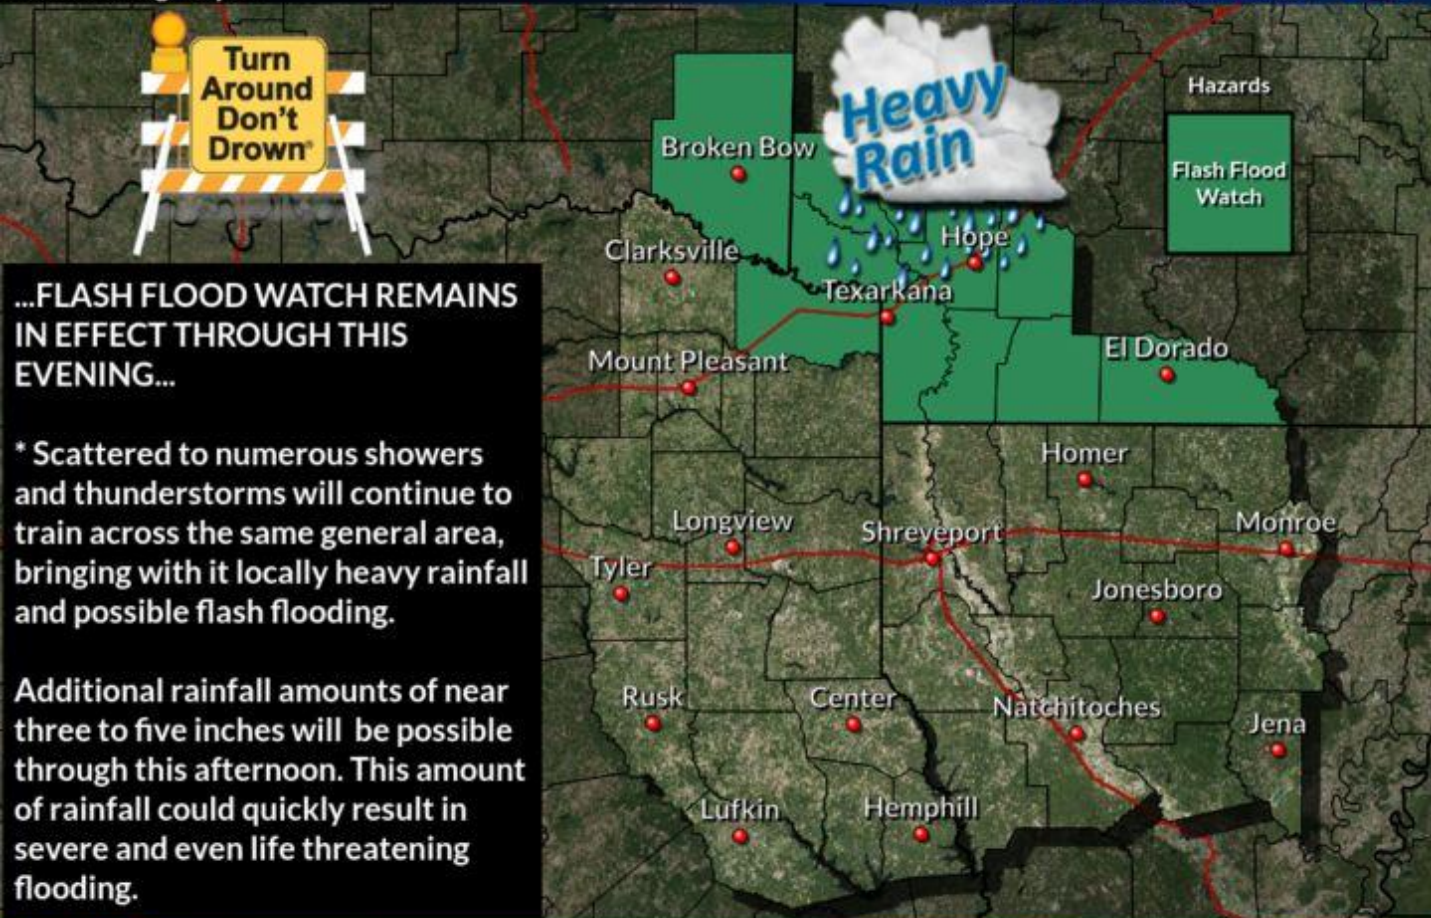 Turn
Around
Don't
Drown®
Heavy
Rain
Hazards
Flash Flood
Watch
...FLASH FLOOD WATCH REMAINS
IN EFFECT THROUGH THIS
EVENING...
* Scattered to numerous showers
and thunderstorms will continue to
train across the same general area,
bringing with it locally heavy rainfall
and possible flash flooding.
Additional rainfall amounts of near
three to five inches will  be possible
through this afternoon. This amount
of rainfall could quickly result in
severe and even life threatening
flooding.
Broken Bow
Hope
Clarksville
Texarkana
El Dorado
Mount Pleasant
Homer
Longview
Shreveport
Monroe
Tyler
Jonesboro
Rusk
Center
Natchitoches
Jena
Lufkin
Hemphill